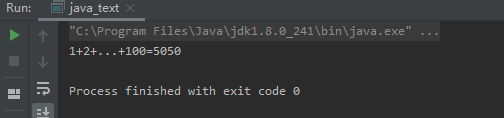 Run: java_text
"C:\Program Files\Java\jdk1.8.0_241\bin\java.exe" ...
1+2+...+100=5050
Process finished with exit code 0